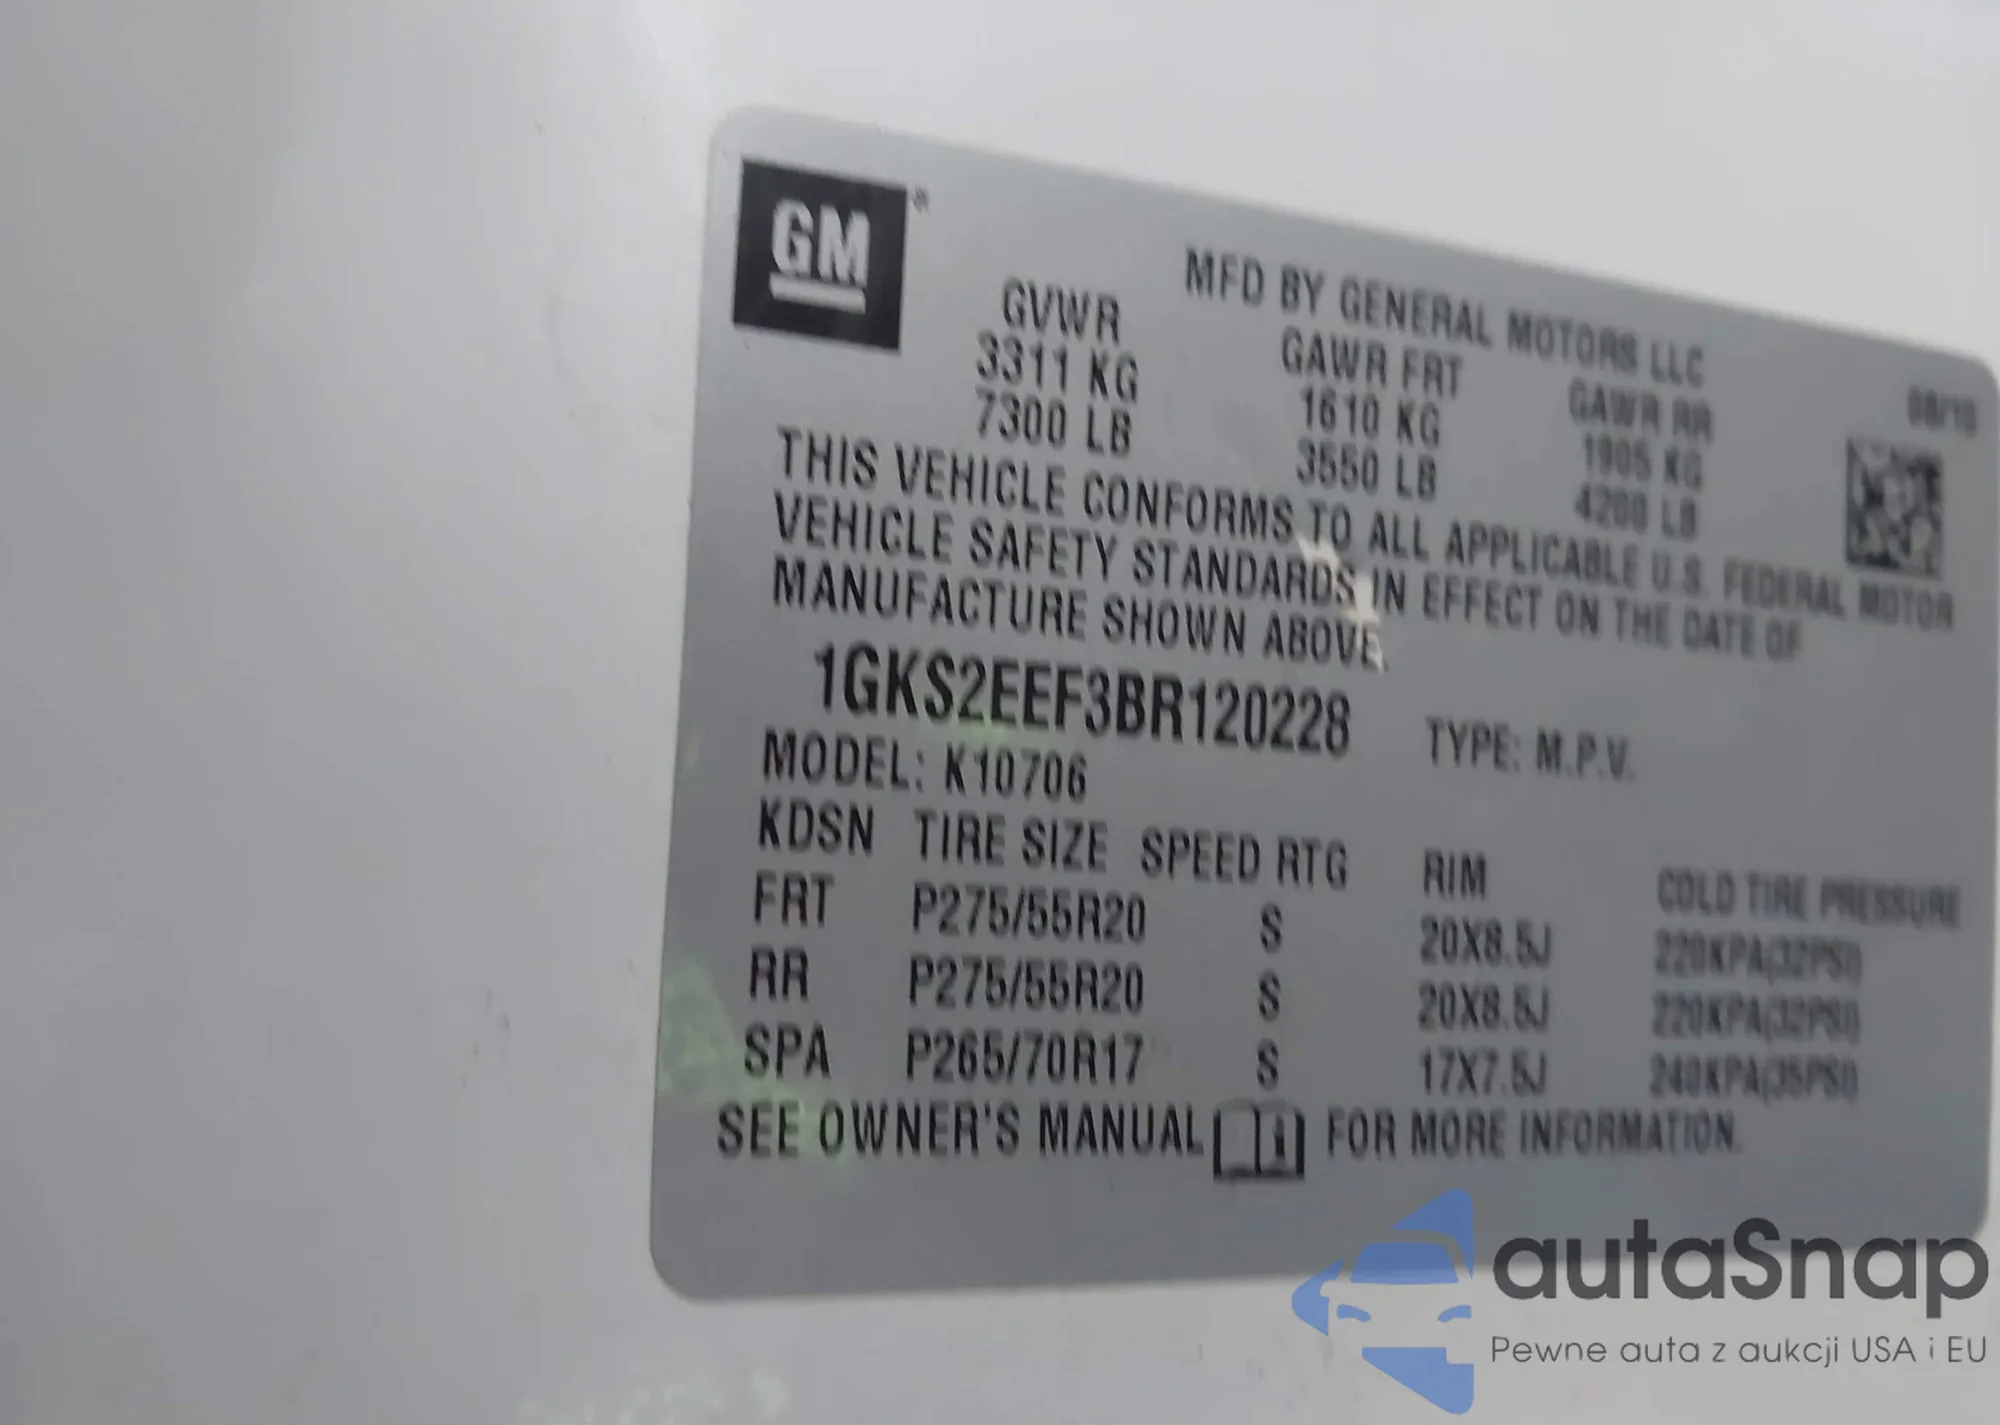 GM
MFD BY GENERAL MOTORS LLC
08/10
GVWR GAWR FRT GAWR RR
3311 KG 1610 KG 1905 KG
7300 LB 3550 LB 4200 LB
THIS VEHICLE CONFORMS TO ALL APPLICABLE U.S. FEDERAL MOTOR
VEHICLE SAFETY STANDARDS IN EFFECT ON THE DATE OF
MANUFACTURE SHOWN ABOVE.
1GKS2EEF3BR120228 TYPE: M.P.V.
MODEL: K10706
KDSN TIRE SIZE SPEED RTG RIM COLD TIRE PRESSURE
FRT P275/55R20 S 20X8.5J 220KPA(32PSI)
RR P275/55R20 S 20X8.5J 220KPA(32PSI)
SPA P265/70R17 S 17X7.5J 240KPA(35PSI)
SEE OWNER'S MANUAL FOR MORE INFORMATION.
autaSnap
Pewne auta z aukcji USA i EU